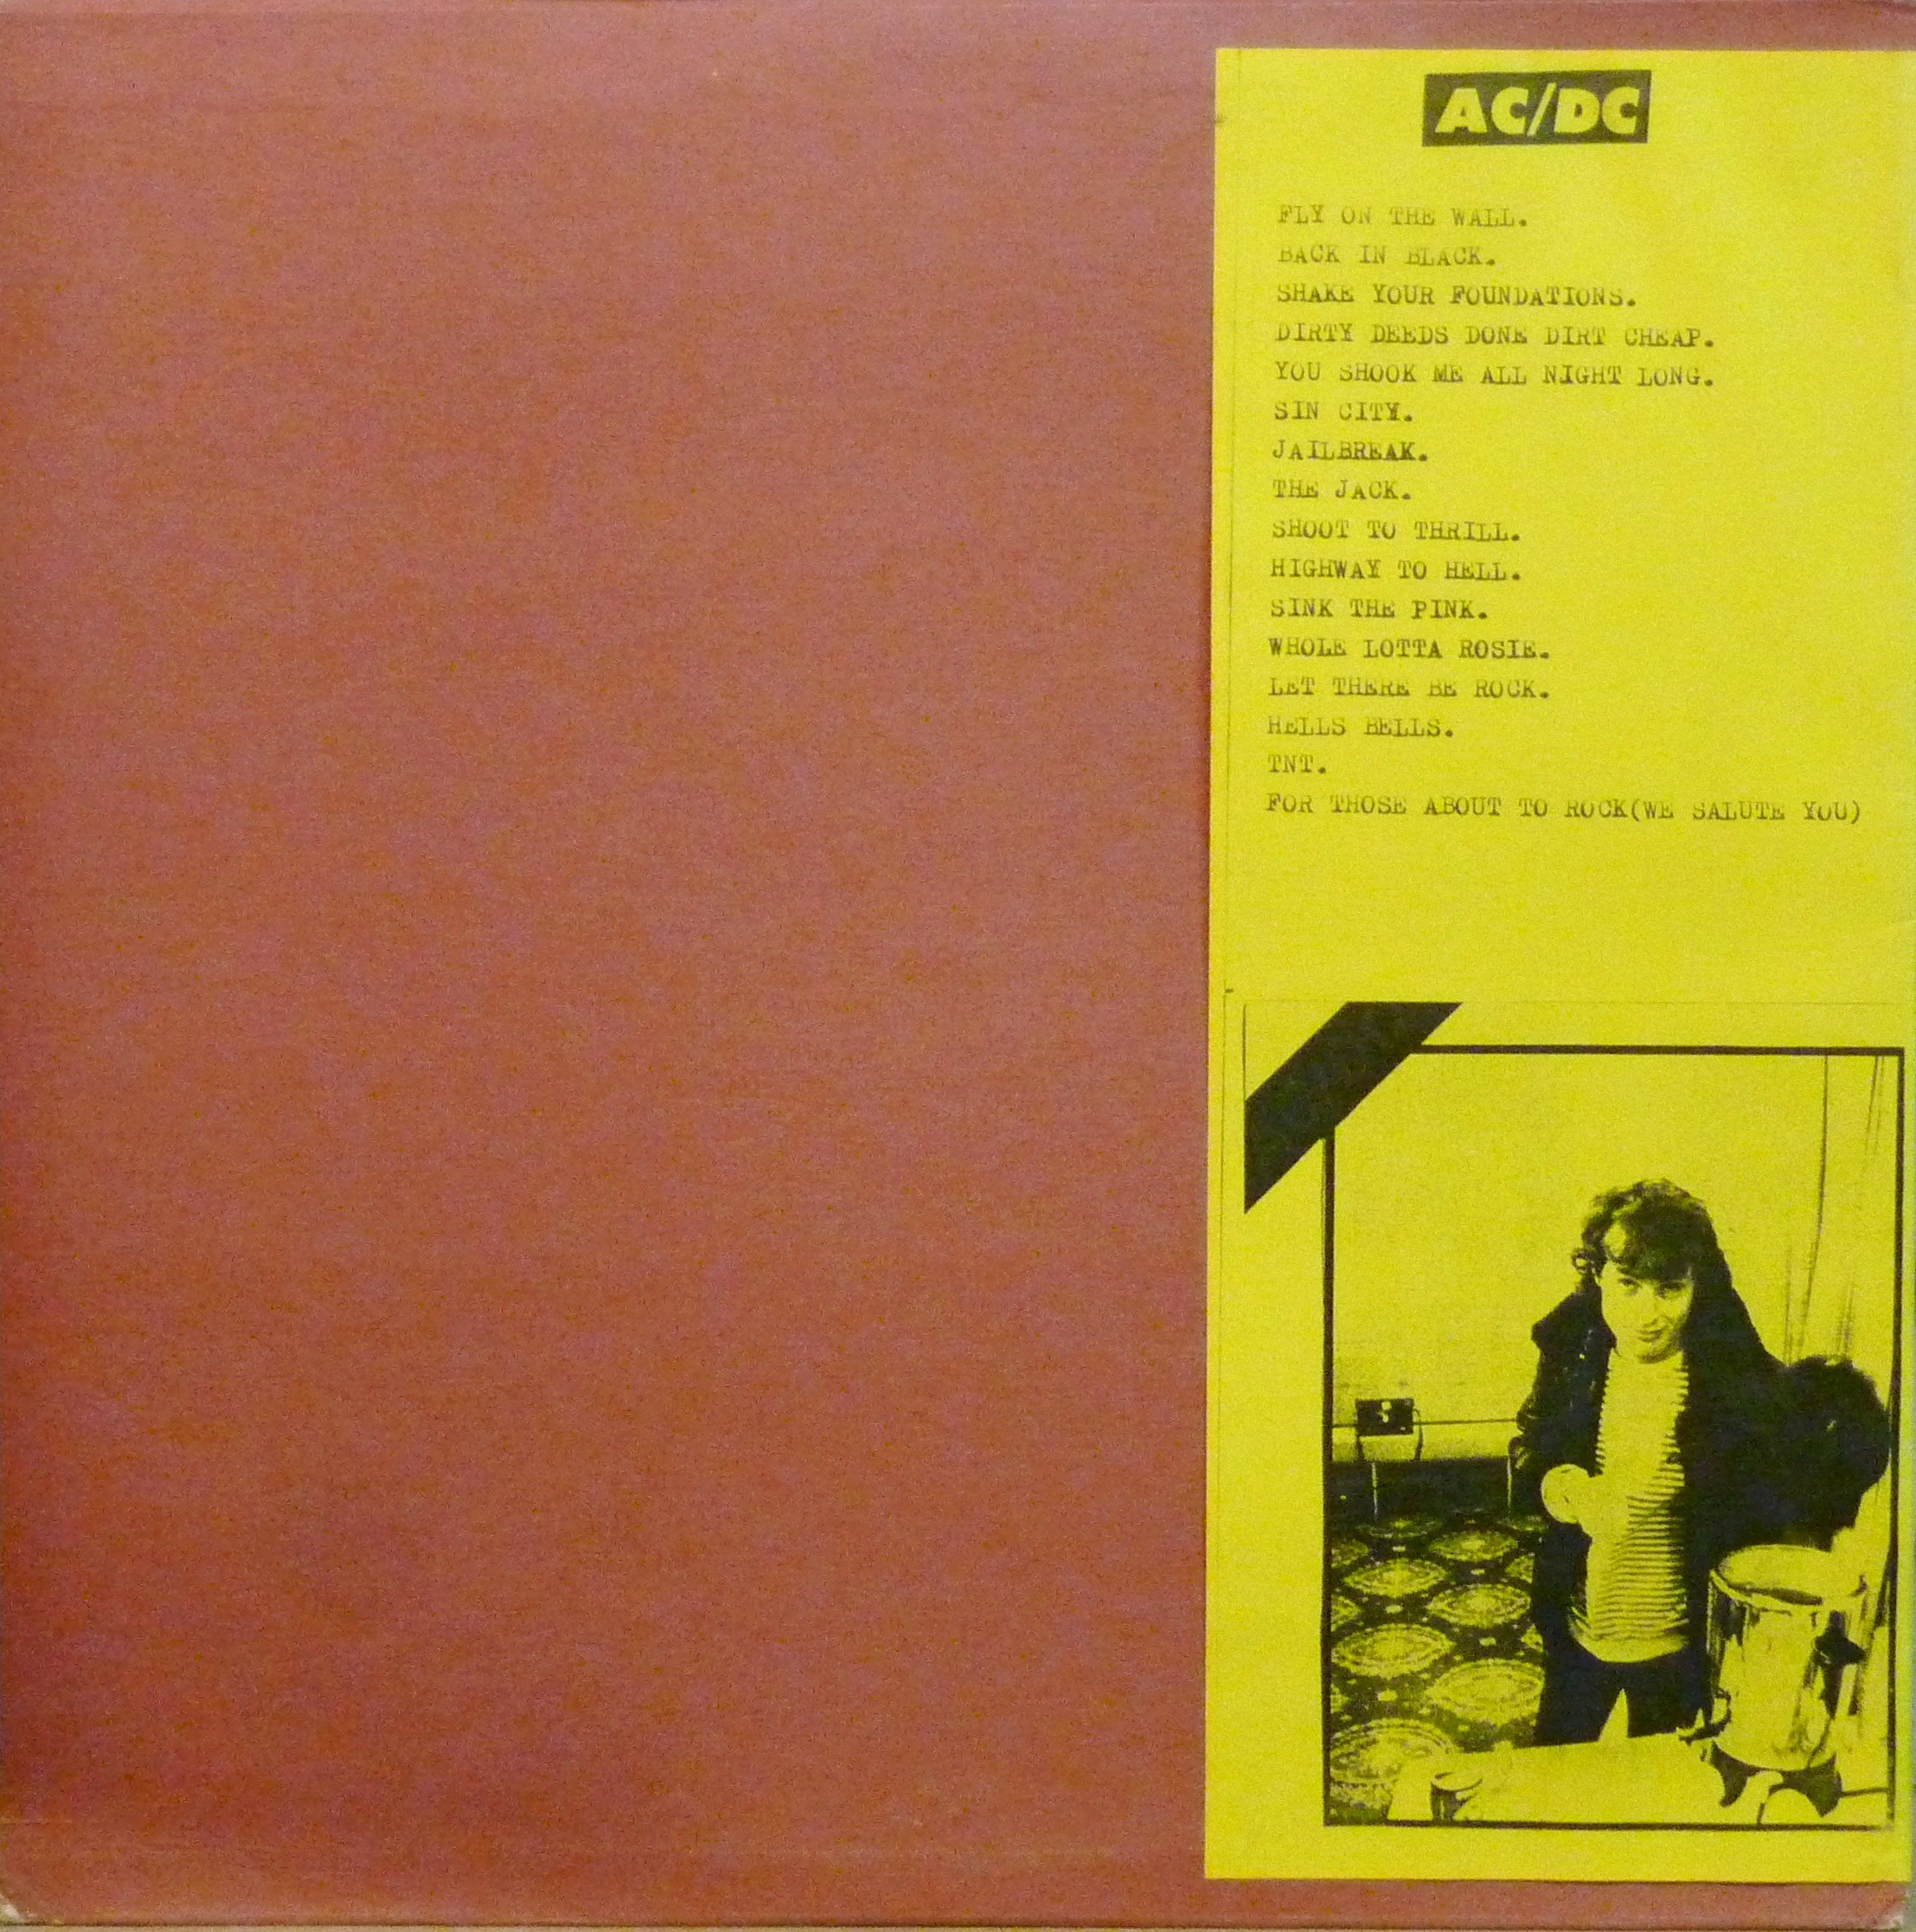 AC/DC
FLY ON THE WALL.
BACK IN BLACK.
SHAKE YOUR FOUNDATIONS.
DIRTY DEEDS DONE DIRT CHEAP.
YOU SHOOK ME ALL NIGHT LONG.
SIN CITY.
JAILBREAK.
THE JACK.
SHOOT TO THRILL.
HIGHWAY TO HELL.
SINK THE PINK.
WHOLE LOTTA ROSIE.
LET THERE BE ROCK.
HELLS BELLS.
TNT.
FOR THOSE ABOUT TO ROCK(WE SALUTE YOU)